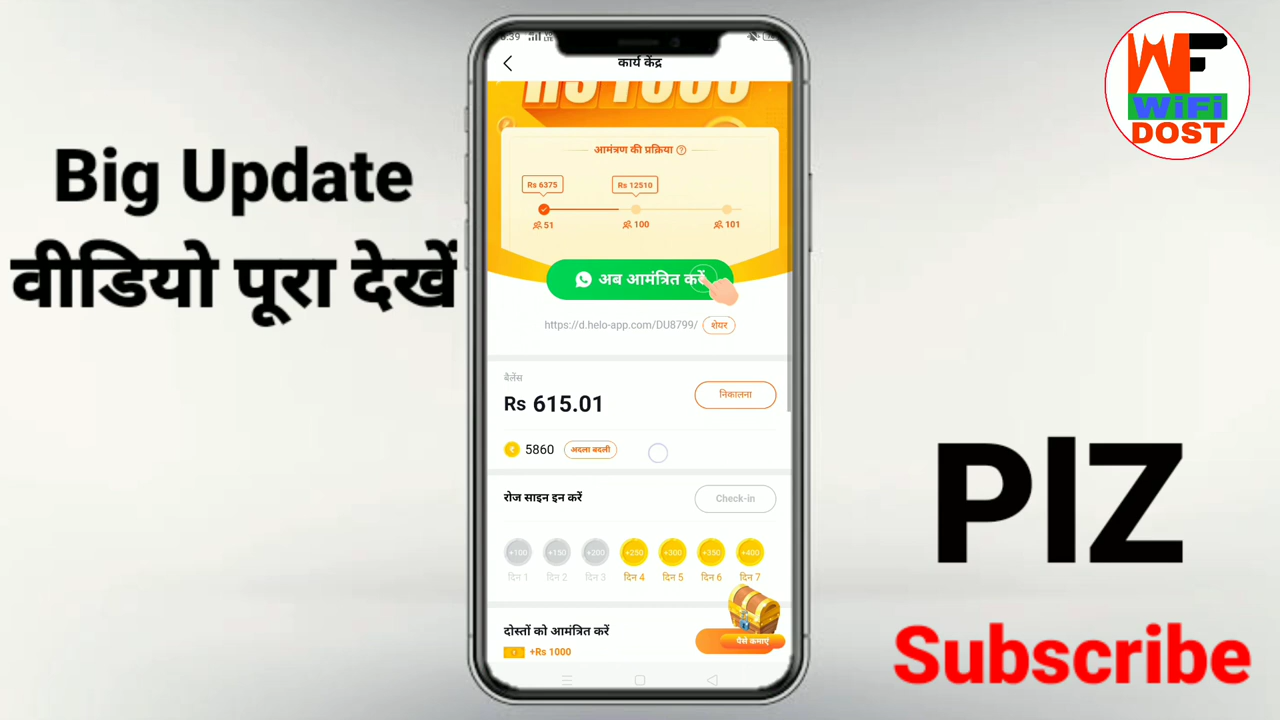 कार्य केंद्र
आमंत्रण की प्रक्रिया
Rs 6375
Rs 12510
51
100
101
अब आमंत्रित करें
https://d.helo-app.com/DU8799/
शेयर
बैलेंस
Rs 615.01
निकालना
5860
अदला बदली
रोज साइन इन करें
Check-in
+100
+150
+200
+250
+300
+350
+400
दिन 1
दिन 2
दिन 3
दिन 4
दिन 5
दिन 6
दिन 7
दोस्तों को आमंत्रित करें
+Rs 1000
पैसे कमाएं
Big Update
वीडियो पूरा देखें
WF
WiFi
DOST
PlZ
Subscribe